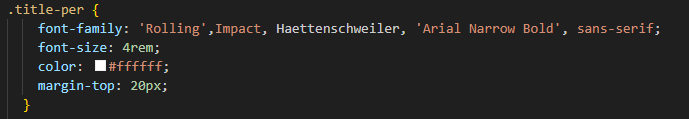 .title-per {
font-family: 'Rolling',Impact, Haettenschweiler, 'Arial Narrow Bold', sans-serif;
font-size: 4rem;
color: #ffffff;
margin-top: 20px;
}